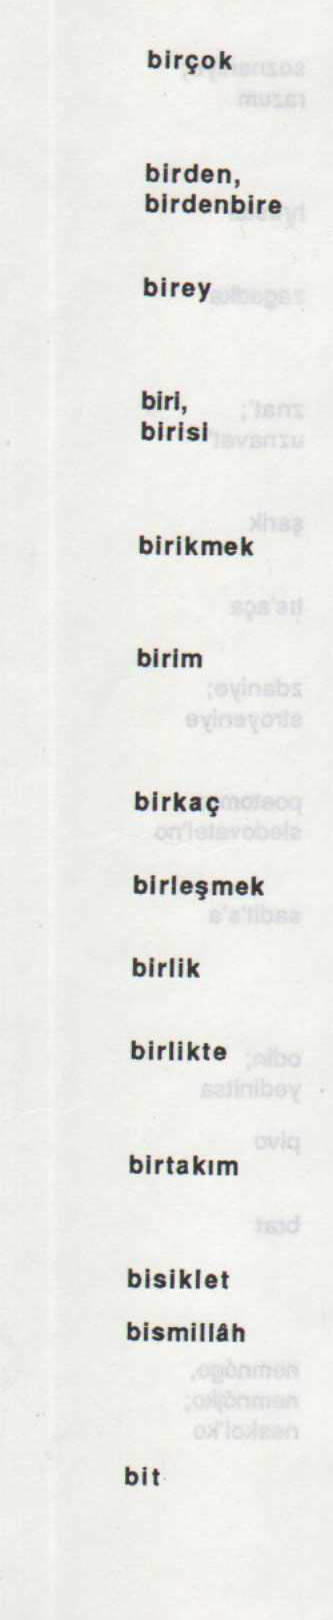 birçok
birden,
birdenbire
birey
biri,
birisi
birikmek
birim
birkaç
birleşmek
birlik
birlikte
birtakım
bisiklet
bismillâh
bit